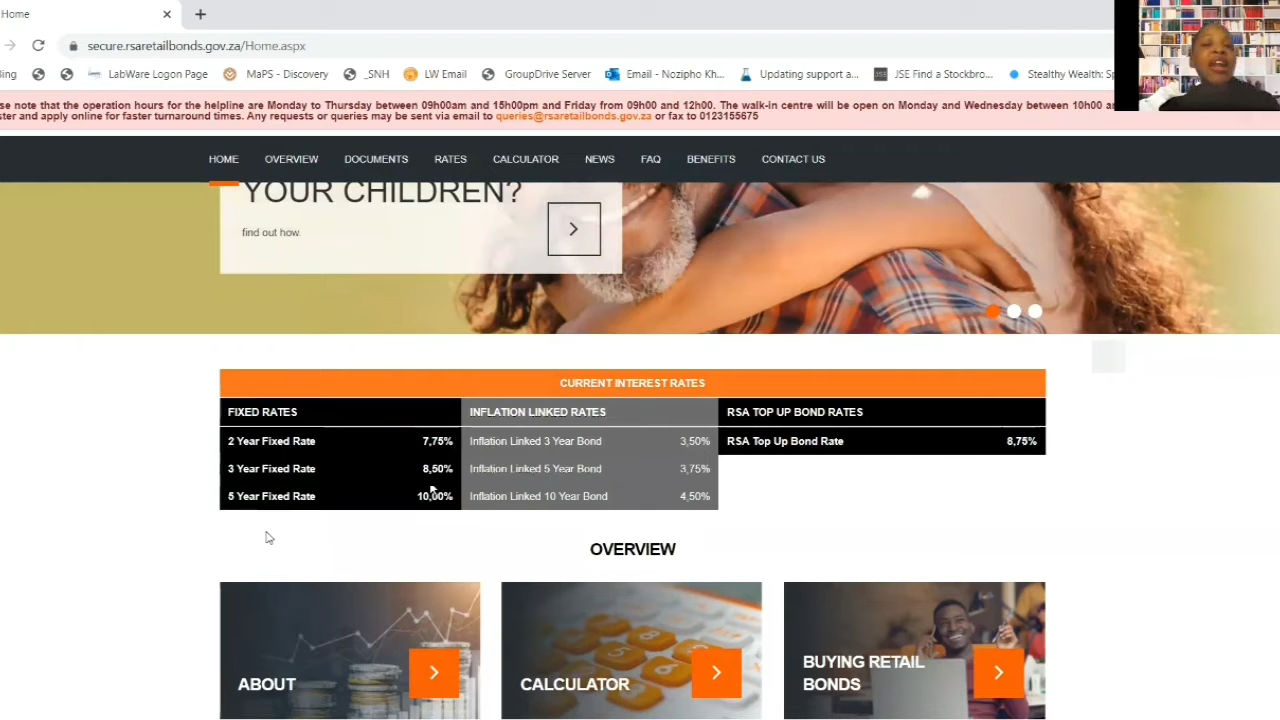 Home
secure.rsaretailbonds.gov.za/Home.aspx
Bing
LabWare Logon Page
MaPS - Discovery
_SNH
LW Email
GroupDrive Server
Email - Nozipho Kh...
Updating support a...
JSE Find a Stockbro...
Stealthy Wealth: Sp
se note that the operation hours for the helpline are Monday to Thursday between 09h00am and 15h00pm and Friday from 09h00 and 12h00. The walk-in centre will be open on Monday and Wednesday between 10h00 a
ster and apply online for faster turnaround times. Any requests or queries may be sent via email to queries@rsaretailbonds.gov.za or fax to 0123155675
HOME
OVERVIEW
DOCUMENTS
RATES
CALCULATOR
NEWS
FAQ
BENEFITS
CONTACT US
YOUR CHILDREN?
find out how.
CURRENT INTEREST RATES
FIXED RATES
2 Year Fixed Rate 7,75%
3 Year Fixed Rate 8,50%
5 Year Fixed Rate 10,00%
INFLATION LINKED RATES
Inflation Linked 3 Year Bond 3,50%
Inflation Linked 5 Year Bond 3,75%
Inflation Linked 10 Year Bond 4,50%
RSA TOP UP BOND RATES
RSA Top Up Bond Rate 8,75%
OVERVIEW
ABOUT
CALCULATOR
BUYING RETAIL
BONDS